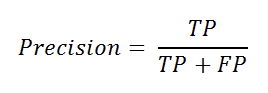 Precision = TP / (TP + FP)